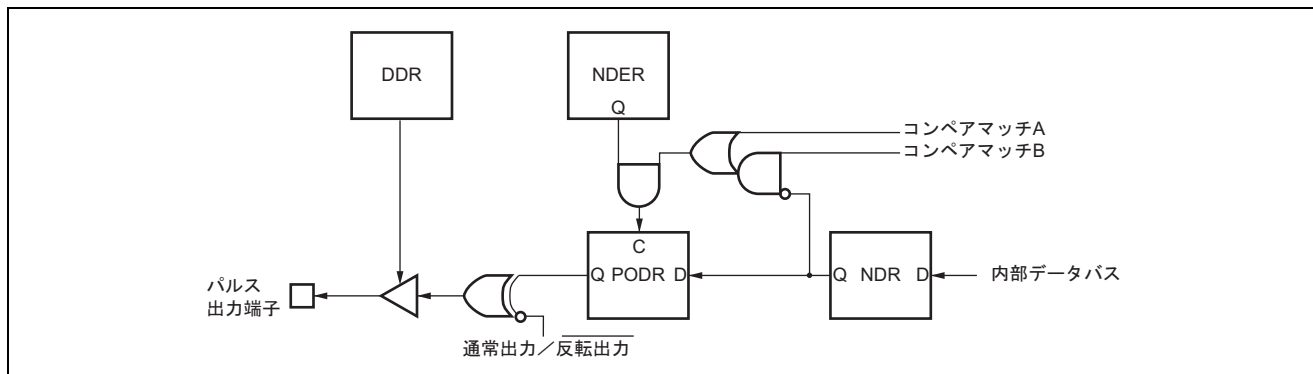 DDR
NDER
Q
コンペアマッチA
コンペアマッチB
C
Q PODR D
Q NDR D
内部データバス
パルス
出力端子
通常出力／反転出力